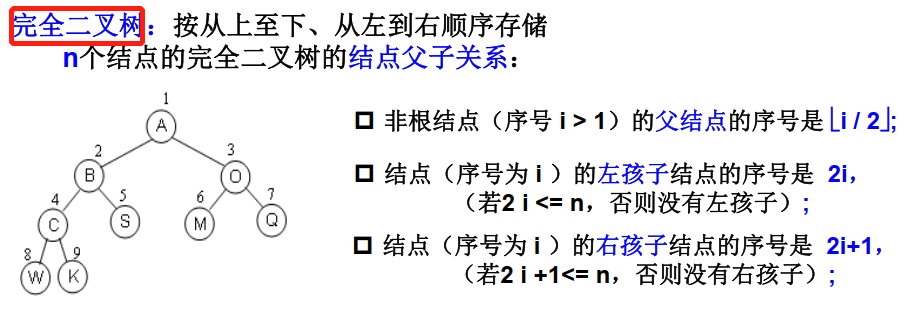 完全二叉树：按从上至下、从左到右顺序存储
n个结点的完全二叉树的结点父子关系：
非根结点（序号 i > 1）的父结点的序号是⌊i / 2⌋;
结点（序号为 i ）的左孩子结点的序号是 2i，
（若2 i <= n，否则没有左孩子）;
结点（序号为 i ）的右孩子结点的序号是 2i+1，
（若2 i +1<= n，否则没有右孩子）;
1
A
2 3
B O
4 5 6 7
C S M Q
8 9
W K